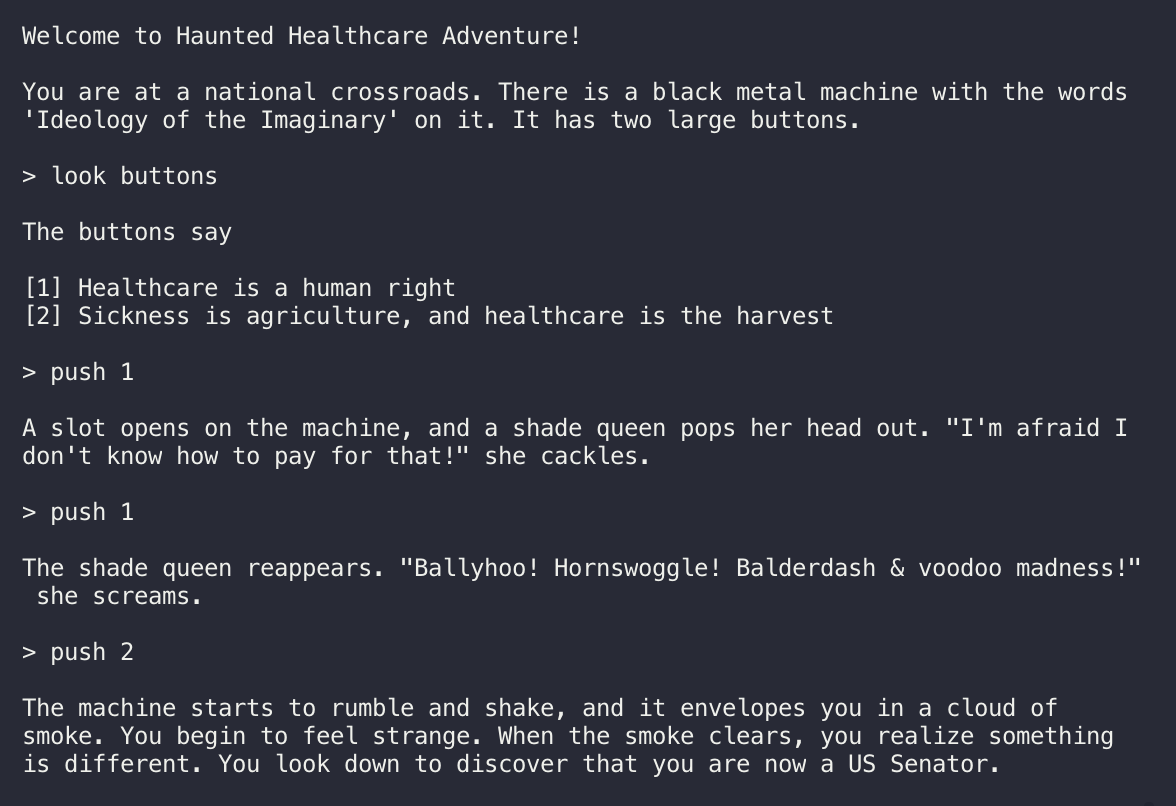 Welcome to Haunted Healthcare Adventure!
You are at a national crossroads. There is a black metal machine with the words
'Ideology of the Imaginary' on it. It has two large buttons.
> look buttons
The buttons say
[1] Healthcare is a human right
[2] Sickness is agriculture, and healthcare is the harvest
> push 1
A slot opens on the machine, and a shade queen pops her head out. "I'm afraid I
don't know how to pay for that!" she cackles.
> push 1
The shade queen reappears. "Ballyhoo! Hornswoggle! Balderdash & voodoo madness!"
she screams.
> push 2
The machine starts to rumble and shake, and it envelopes you in a cloud of
smoke. You begin to feel strange. When the smoke clears, you realize something
is different. You look down to discover that you are now a US Senator.